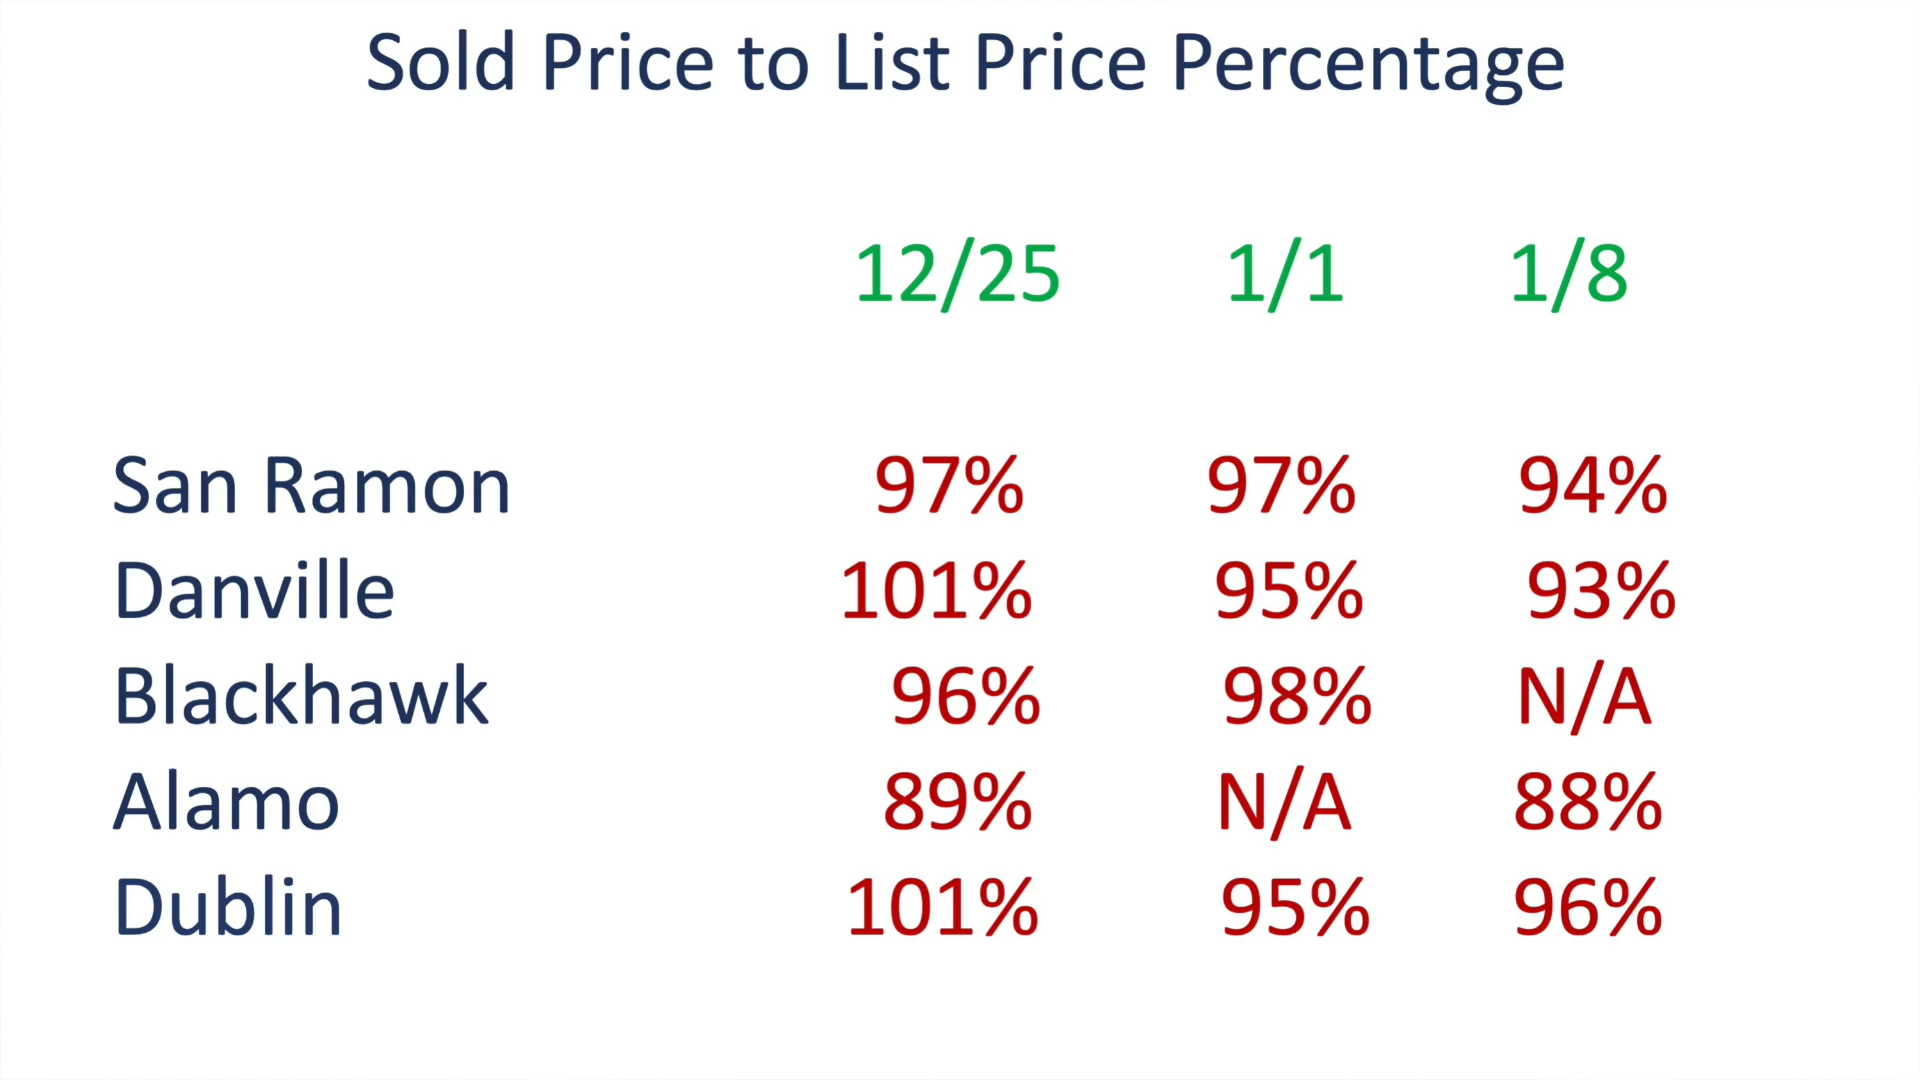 Sold Price to List Price Percentage
12/25 1/1 1/8
San Ramon 97% 97% 94%
Danville 101% 95% 93%
Blackhawk 96% 98% N/A
Alamo 89% N/A 88%
Dublin 101% 95% 96%